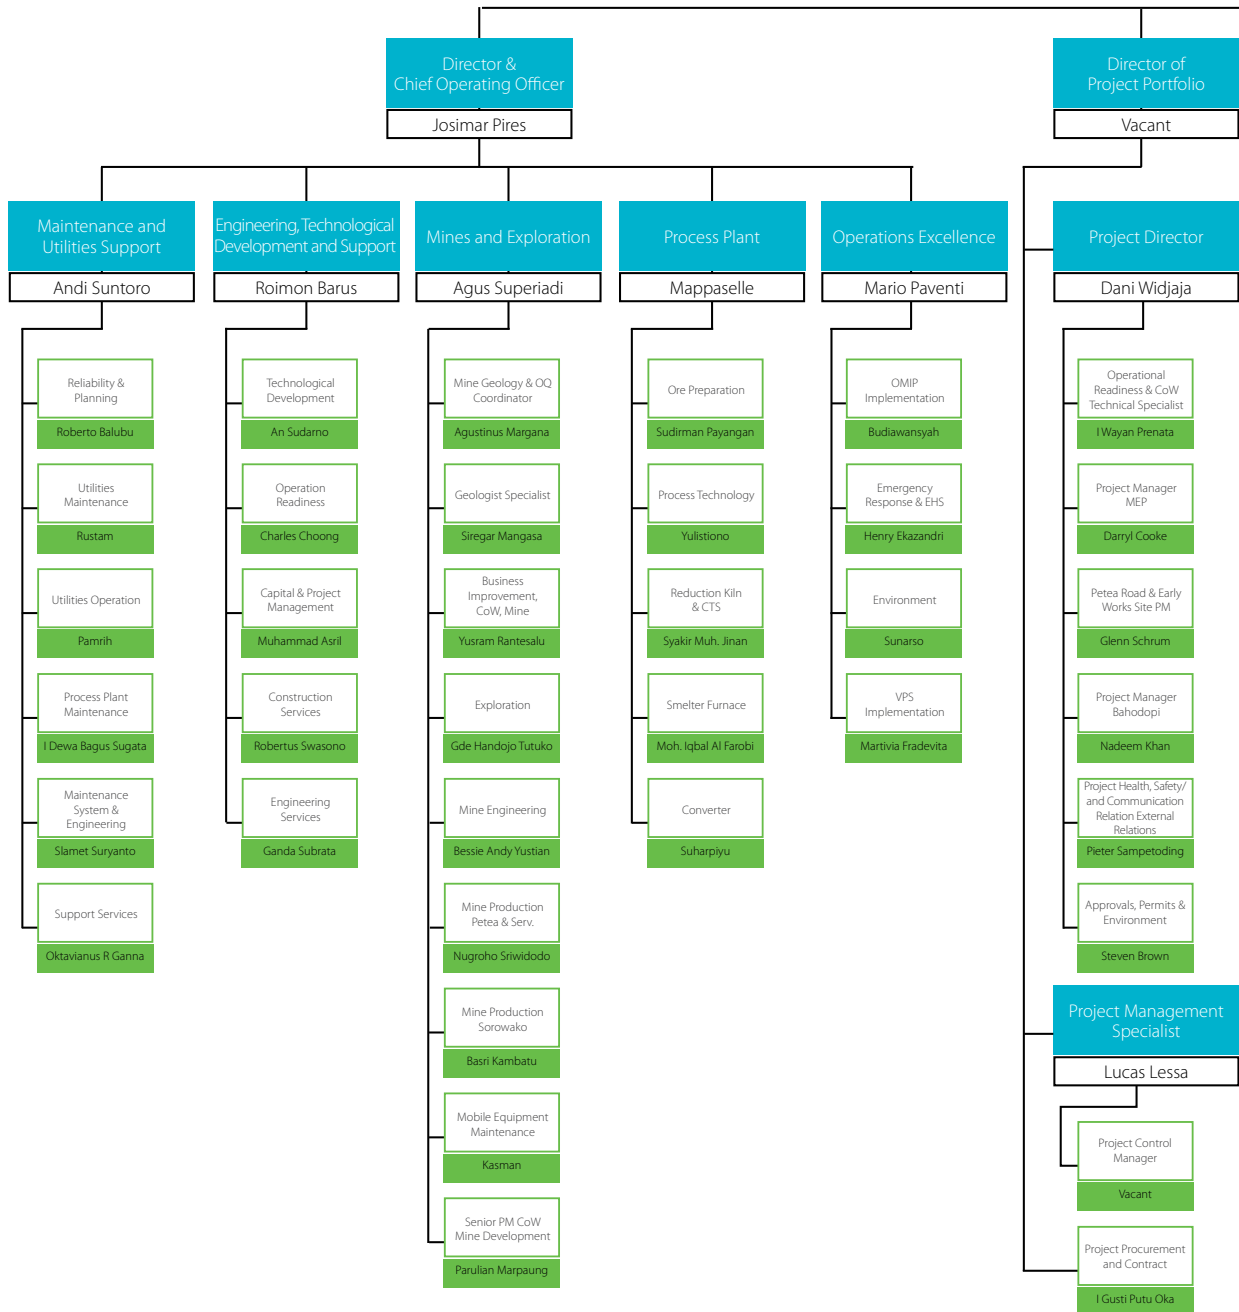 Director &
Chief Operating Officer
Josimar Pires
Director of
Project Portfolio
Vacant
Maintenance and
Utilities Support
Andi Suntoro
Reliability &
Planning
Roberto Balubu
Utilities
Maintenance
Rustam
Utilities Operation
Pamrih
Process Plant
Maintenance
I Dewa Bagus Sugata
Maintenance
System &
Engineering
Slamet Suryanto
Support Services
Oktavianus R Ganna
Engineering, Technological
Development and Support
Roimon Barus
Technological
Development
An Sudarno
Operation
Readiness
Charles Choong
Capital & Project
Management
Muhammad Asril
Construction
Services
Robertus Swasono
Engineering
Services
Ganda Subrata
Mines and Exploration
Agus Superiadi
Mine Geology & OQ
Coordinator
Agustinus Margana
Geologist Specialist
Siregar Mangasa
Business
Improvement,
CoW, Mine
Yusram Rantesalu
Exploration
Gde Handojo Tutuko
Mine Engineering
Bessie Andy Yustian
Mine Production
Petea & Serv.
Nugroho Sriwidodo
Mine Production
Sorowako
Basri Kambatu
Mobile Equipment
Maintenance
Kasman
Senior PM CoW
Mine Development
Parulian Marpaung
Process Plant
Mappaselle
Ore Preparation
Sudirman Payangan
Process Technology
Yulistiono
Reduction Kiln
& CTS
Syakir Muh. Jinan
Smelter Furnace
Moh. Iqbal Al Farobi
Converter
Suharpiyu
Operations Excellence
Mario Paventi
OMIP
Implementation
Budiawansyah
Emergency
Response & EHS
Henry Ekazandri
Environment
Sunarso
VPS
Implementation
Martivia Fradevita
Project Director
Dani Widjaja
Operational
Readiness & CoW
Technical Specialist
I Wayan Prenata
Project Manager
MEP
Darryl Cooke
Petea Road & Early
Works Site PM
Glenn Schrum
Project Manager
Bahodopi
Nadeem Khan
Project Health, Safety/
and Communication
Relation External
Relations
Pieter Sampetoding
Approvals, Permits &
Environment
Steven Brown
Project Management
Specialist
Lucas Lessa
Project Control
Manager
Vacant
Project Procurement
and Contract
I Gusti Putu Oka